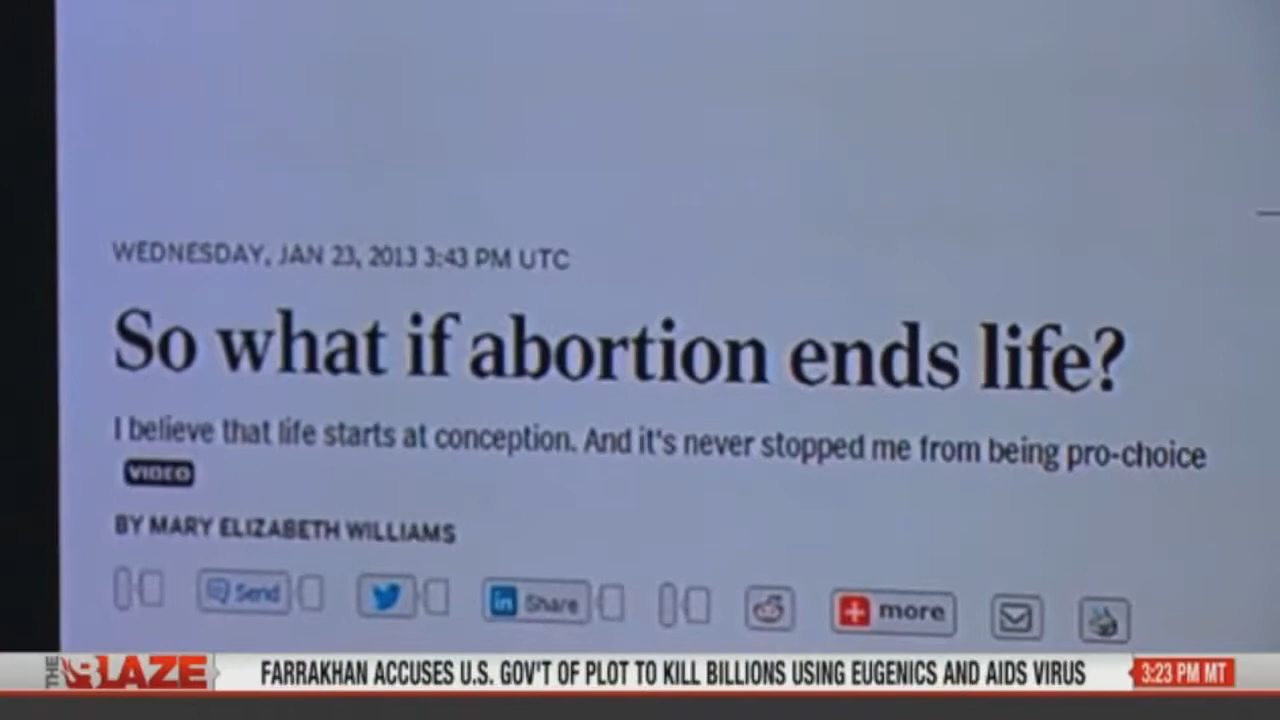 WEDNESDAY, JAN 23, 2013 3:43 PM UTC
So what if abortion ends life?
I believe that life starts at conception. And it's never stopped me from being pro-choice
VIDEO
BY MARY ELIZABETH WILLIAMS
Send
in Share
more
THE BLAZE
FARRAKHAN ACCUSES U.S. GOV'T OF PLOT TO KILL BILLIONS USING EUGENICS AND AIDS VIRUS
3:23 PM MT